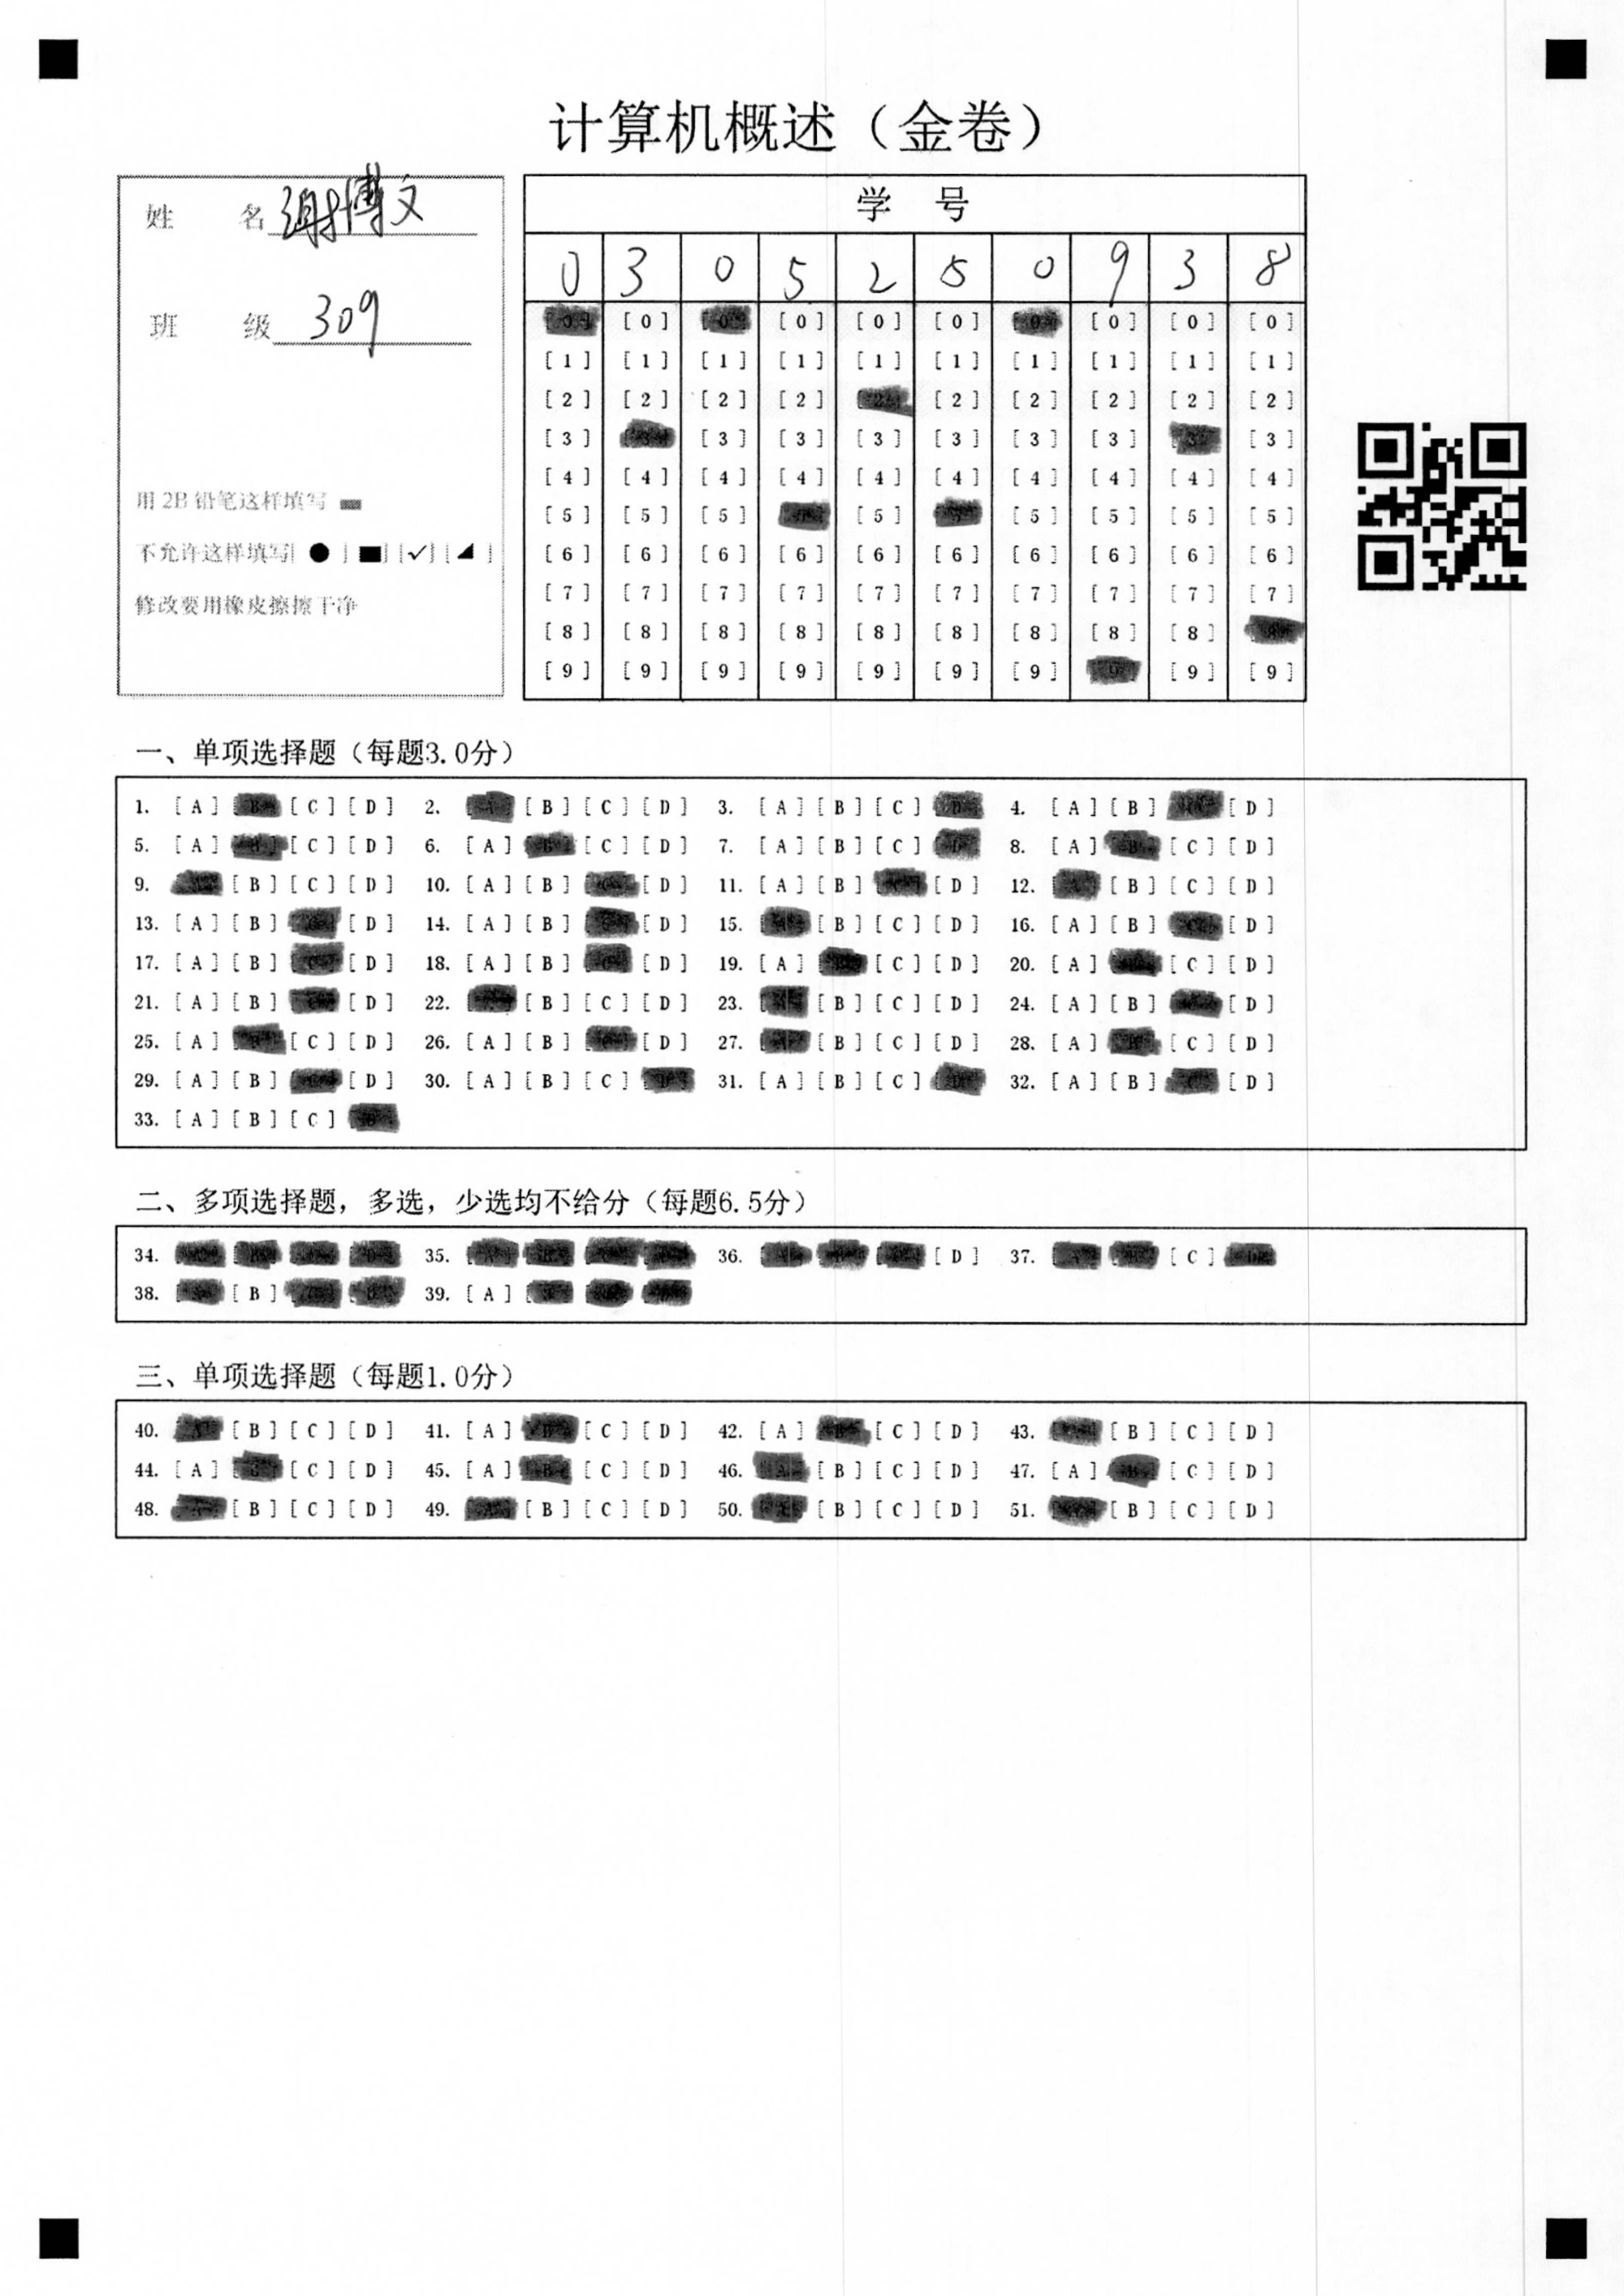 计算机概述（金卷）
姓 名 谢博文
班 级 309
用 2B 铅笔这样填写
不允许这样填写[ ● ] [■] [✓] [◢ ]
修改要用橡皮擦擦干净
学 号
0 3 0 5 2 5 0 9 3 8
[0] [0] [0] [0] [0] [0] [0] [0] [0] [0]
[1] [1] [1] [1] [1] [1] [1] [1] [1] [1]
[2] [2] [2] [2] [2] [2] [2] [2] [2] [2]
[3] [3] [3] [3] [3] [3] [3] [3] [3] [3]
[4] [4] [4] [4] [4] [4] [4] [4] [4] [4]
[5] [5] [5] [5] [5] [5] [5] [5] [5] [5]
[6] [6] [6] [6] [6] [6] [6] [6] [6] [6]
[7] [7] [7] [7] [7] [7] [7] [7] [7] [7]
[8] [8] [8] [8] [8] [8] [8] [8] [8] [8]
[9] [9] [9] [9] [9] [9] [9] [9] [9] [9]
一、单项选择题（每题3.0分）
1. [A] [B] [C] [D] 2. [A] [B] [C] [D] 3. [A] [B] [C] [D] 4. [A] [B] [C] [D]
5. [A] [B] [C] [D] 6. [A] [B] [C] [D] 7. [A] [B] [C] [D] 8. [A] [B] [C] [D]
9. [A] [B] [C] [D] 10. [A] [B] [C] [D] 11. [A] [B] [C] [D] 12. [A] [B] [C] [D]
13. [A] [B] [C] [D] 14. [A] [B] [C] [D] 15. [A] [B] [C] [D] 16. [A] [B] [C] [D]
17. [A] [B] [C] [D] 18. [A] [B] [C] [D] 19. [A] [B] [C] [D] 20. [A] [B] [C] [D]
21. [A] [B] [C] [D] 22. [A] [B] [C] [D] 23. [A] [B] [C] [D] 24. [A] [B] [C] [D]
25. [A] [B] [C] [D] 26. [A] [B] [C] [D] 27. [A] [B] [C] [D] 28. [A] [B] [C] [D]
29. [A] [B] [C] [D] 30. [A] [B] [C] [D] 31. [A] [B] [C] [D] 32. [A] [B] [C] [D]
33. [A] [B] [C] [D]
二、多项选择题，多选，少选均不给分（每题6.5分）
34. [A] [B] [C] [D] 35. [A] [B] [C] [D] 36. [A] [B] [C] [D] 37. [A] [B] [C] [D]
38. [A] [B] [C] [D] 39. [A] [B] [C] [D]
三、单项选择题（每题1.0分）
40. [A] [B] [C] [D] 41. [A] [B] [C] [D] 42. [A] [B] [C] [D] 43. [A] [B] [C] [D]
44. [A] [B] [C] [D] 45. [A] [B] [C] [D] 46. [A] [B] [C] [D] 47. [A] [B] [C] [D]
48. [A] [B] [C] [D] 49. [A] [B] [C] [D] 50. [A] [B] [C] [D] 51. [A] [B] [C] [D]